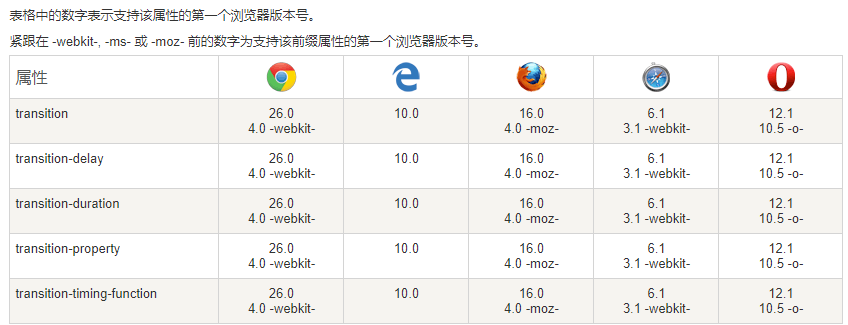 表格中的数字表示支持该属性的第一个浏览器版本号。
紧跟在 -webkit-, -ms- 或 -moz- 前的数字为支持该前缀属性的第一个浏览器版本号。
属性
transition 26.0 10.0 16.0 6.1 12.1
4.0 -webkit- 4.0 -moz- 3.1 -webkit- 10.5 -o-
transition-delay 26.0 10.0 16.0 6.1 12.1
4.0 -webkit- 4.0 -moz- 3.1 -webkit- 10.5 -o-
transition-duration 26.0 10.0 16.0 6.1 12.1
4.0 -webkit- 4.0 -moz- 3.1 -webkit- 10.5 -o-
transition-property 26.0 10.0 16.0 6.1 12.1
4.0 -webkit- 4.0 -moz- 3.1 -webkit- 10.5 -o-
transition-timing-function 26.0 10.0 16.0 6.1 12.1
4.0 -webkit- 4.0 -moz- 3.1 -webkit- 10.5 -o-